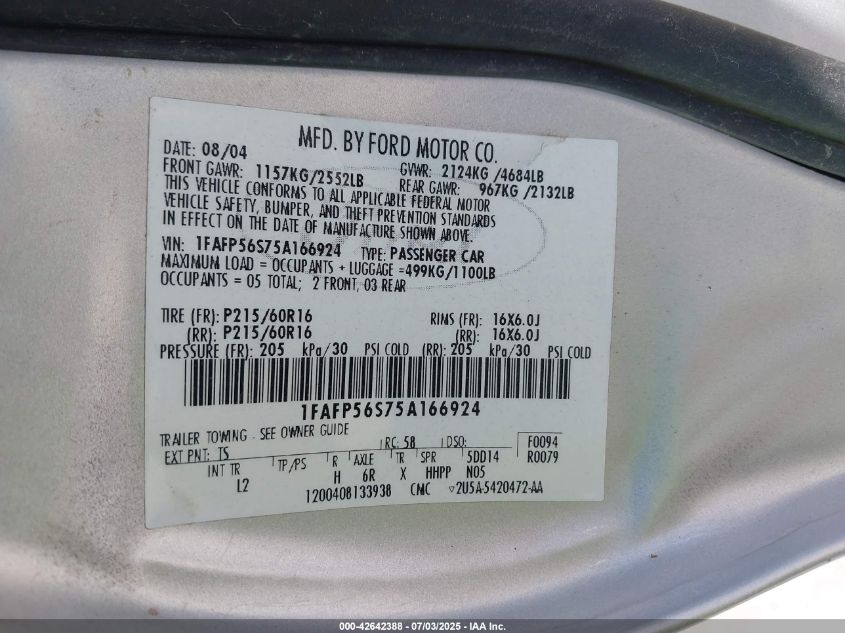 MFD. BY FORD MOTOR CO.
DATE: 08/04 GVWR: 2124KG /4684LB
FRONT GAWR: 1157KG/2552LB REAR GAWR: 967KG /2132LB
THIS VEHICLE CONFORMS TO ALL APPLICABLE FEDERAL MOTOR
VEHICLE SAFETY, BUMPER, AND THEFT PREVENTION STANDARDS
IN EFFECT ON THE DATE OF MANUFACTURE SHOWN ABOVE.
VIN: 1FAFP56S75A166924 TYPE: PASSENGER CAR
MAXIMUM LOAD = OCCUPANTS + LUGGAGE =499KG/1100LB
OCCUPANTS = 05 TOTAL; 2 FRONT, 03 REAR
TIRE (FR): P215/60R16 RIMS (FR): 16X6.0J
(RR): P215/60R16 (RR): 16X6.0J
PRESSURE (FR): 205 kPa/30 PSI COLD (RR): 205 kPa/30 PSI COLD
1FAFP56S75A166924
TRAILER TOWING - SEE OWNER GUIDE
EXT PNT: TS RC: 58 DSO: F0094
INT TR TP/PS R AXLE TR SPR 5DD14 R0079
L2 H 6R X HHPP N05
1200408133938 CMC ▽2U5A-5420472-AA
000-42642388 - 07/03/2025 - IAA Inc.